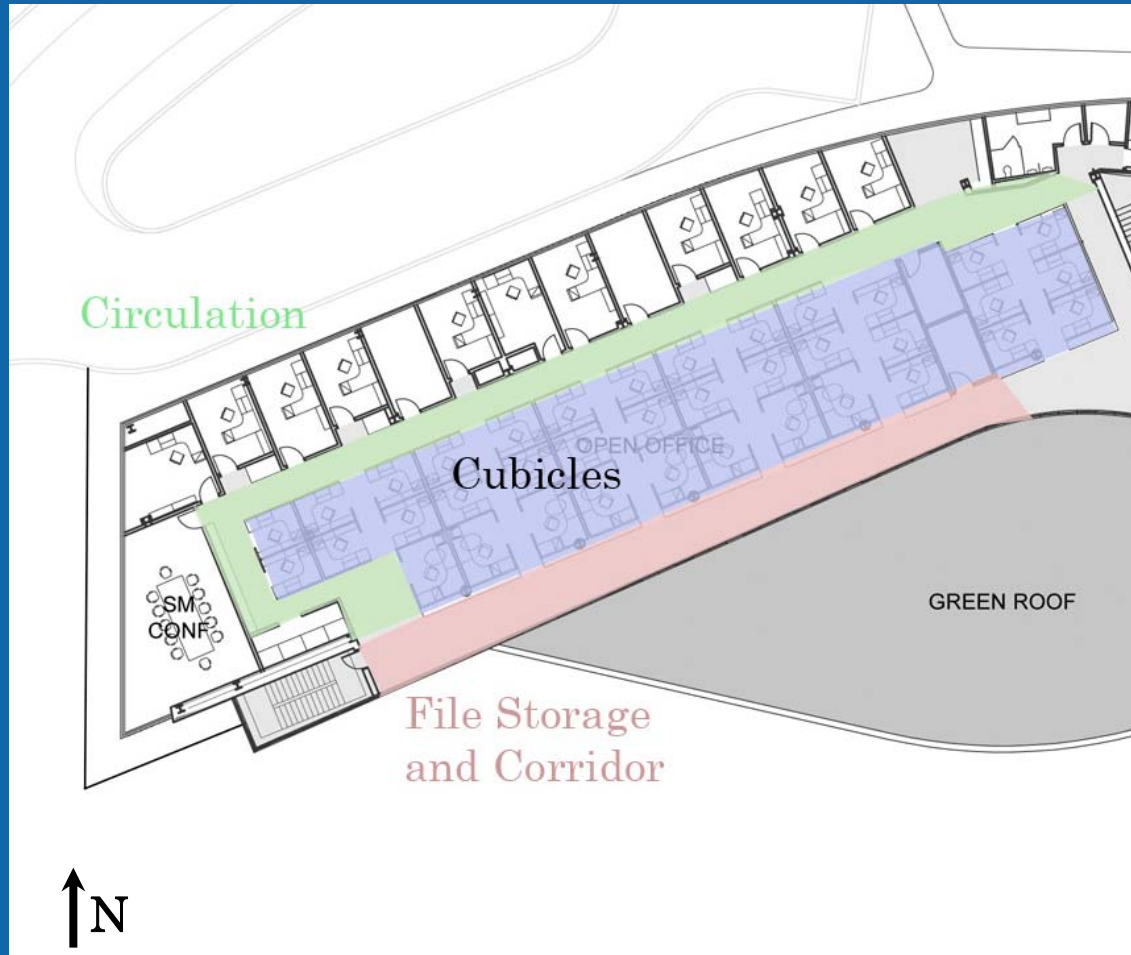 Circulation
OPEN OFFICE
Cubicles
SM
CONF
GREEN ROOF
File Storage
and Corridor
N